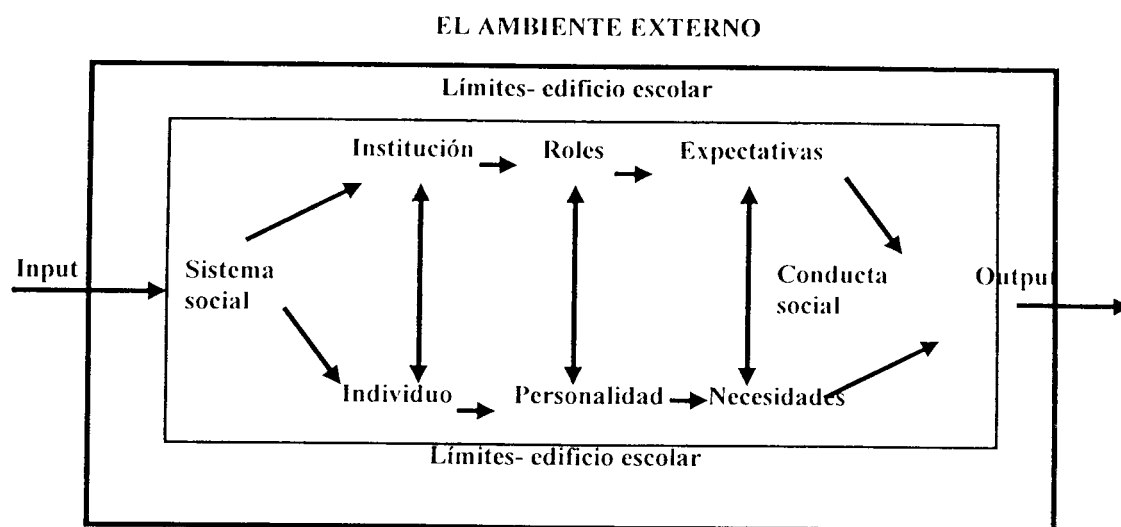 EL AMBIENTE EXTERNO
Límites- edificio escolar
Institución Roles Expectativas
Input Sistema social Conducta social Output
Individuo Personalidad Necesidades
Límites- edificio escolar